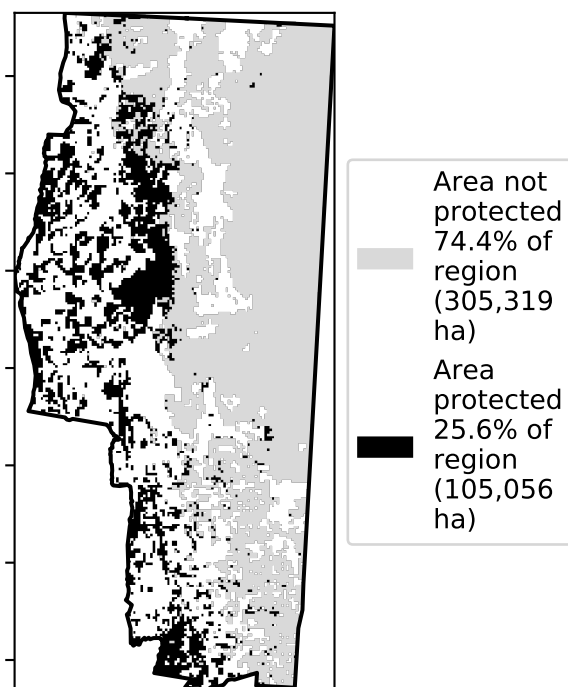 Area not
protected
74.4% of
region
(305,319
ha)
Area
protected
25.6% of
region
(105,056
ha)